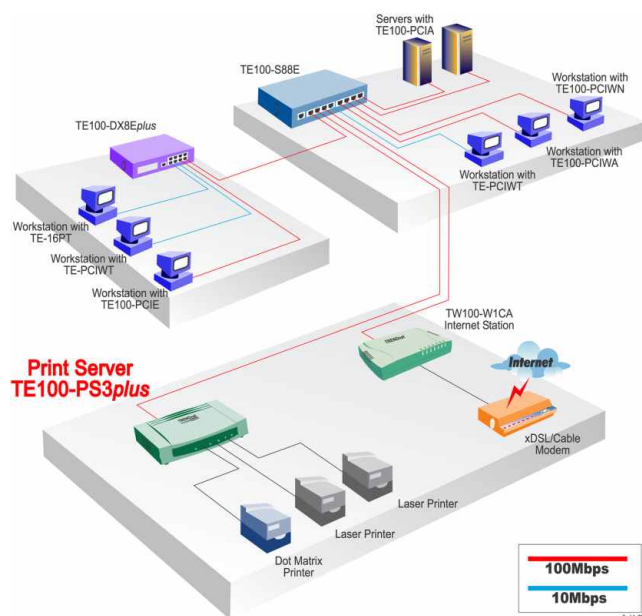 Servers with
TE100-PCIA
TE100-S88E
Workstation with
TE100-PCIWN
TE100-DX8Eplus
Workstation with
TE100-PCIWA
Workstation with
TE-PCIWT
Workstation with
TE-16PT
Workstation with
TE-PCIWT
Workstation with
TE100-PCIE
TW100-W1CA
Internet Station
Print Server
TE100-PS3plus
Internet
xDSL/Cable
Modem
Laser Printer
Laser Printer
Dot Matrix
Printer
100Mbps
10Mbps